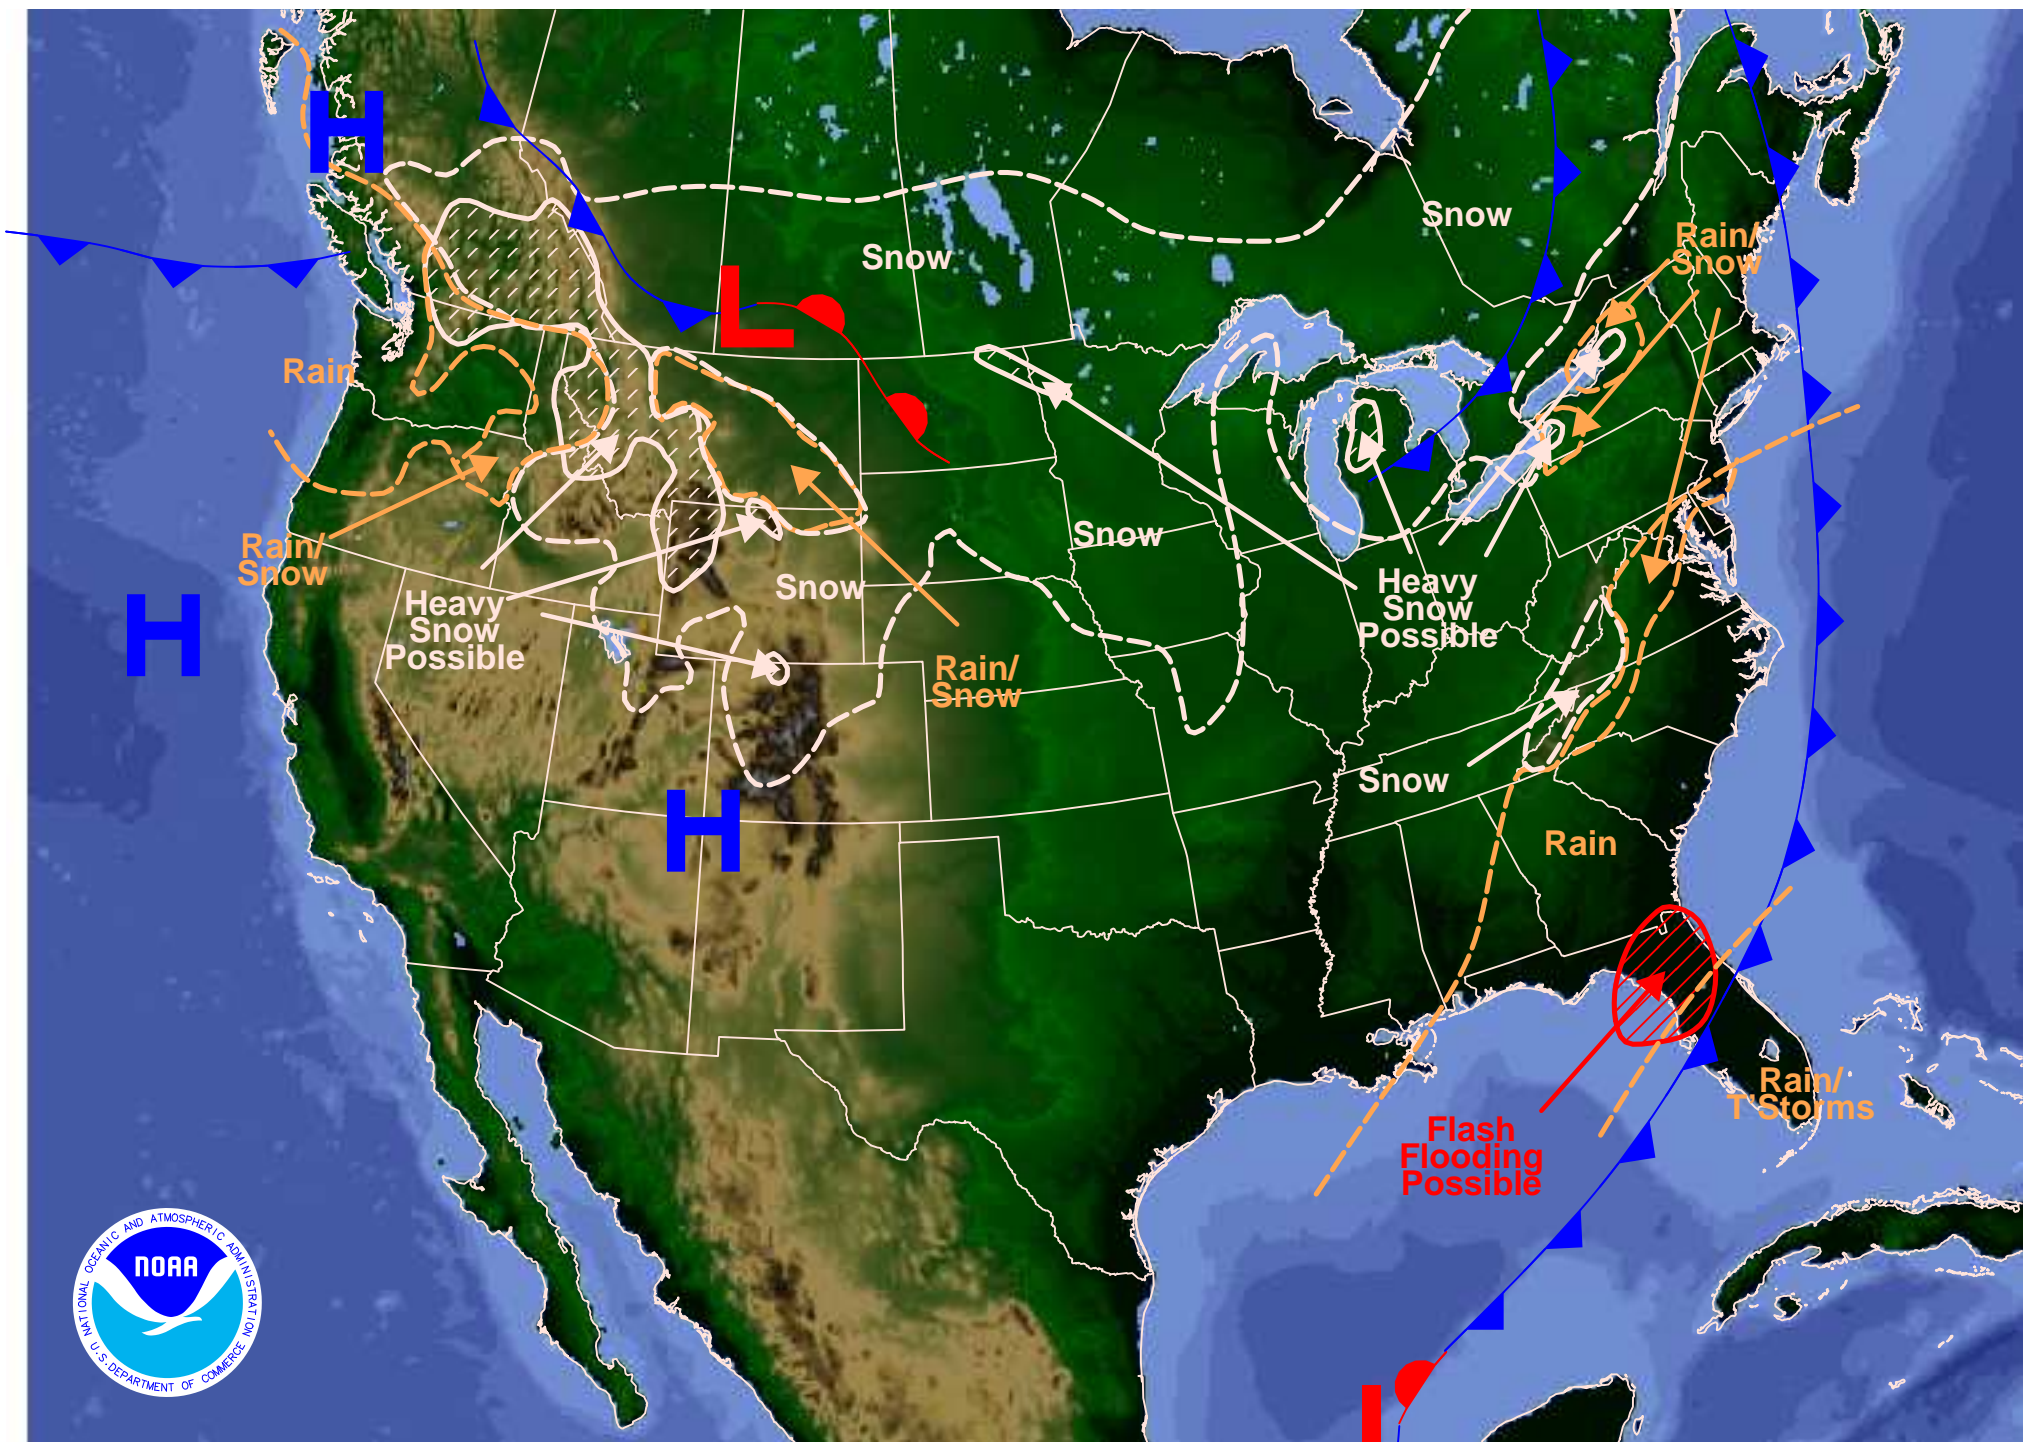 H
Snow
Rain/
Snow
Snow
L
Rain
Snow
Rain/
Snow
Heavy
Snow
Possible
Snow
Heavy
Snow
Possible
H
Rain/
Snow
Snow
H
Rain
Rain/
T'Storms
Flash
Flooding
Possible
L
NATIONAL OCEANIC AND ATMOSPHERIC ADMINISTRATION
NOAA
U.S. DEPARTMENT OF COMMERCE